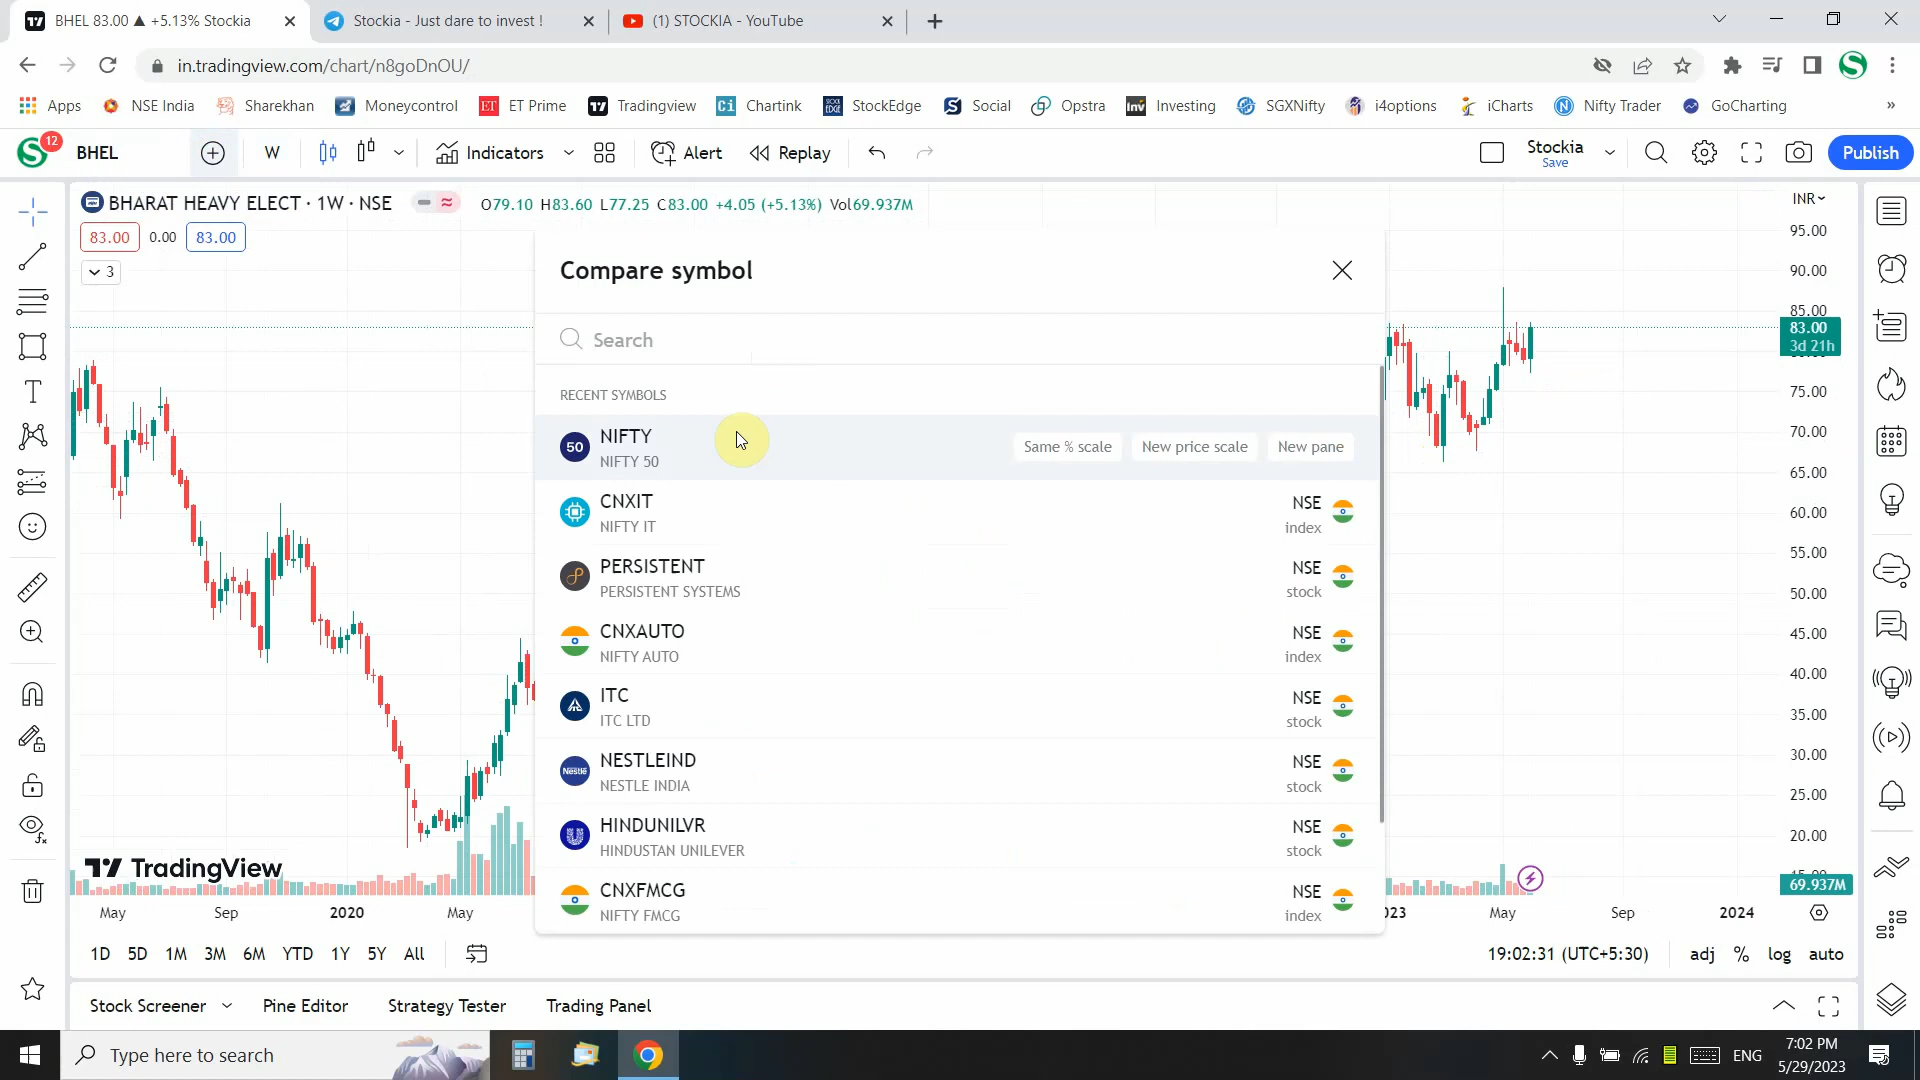 BHEL 83.00 ▲ +5.13% Stockia
Stockia - Just dare to invest !
(1) STOCKIA - YouTube
in.tradingview.com/chart/n8goDnOU/
Apps
NSE India
Sharekhan
ET Moneycontrol
ET Prime
Tradingview
Ci Chartink
STOCK EDGE StockEdge
Social
Opstra
Inv Investing
SGXNifty
i4options
iCharts
Nifty Trader
GoCharting
»
12
BHEL
W
Indicators
Alert
Replay
Stockia
Save
Publish
BHARAT HEAVY ELECT · 1W · NSE
O79.10 H83.60 L77.25 C83.00 +4.05 (+5.13%) Vol69.937M
INR
83.00 0.00 83.00
3
Compare symbol
Search
RECENT SYMBOLS
50
NIFTY
NIFTY 50
Same % scale
New price scale
New pane
CNXIT
NIFTY IT
NSE
index
PERSISTENT
PERSISTENT SYSTEMS
NSE
stock
CNXAUTO
NIFTY AUTO
NSE
index
ITC
ITC LTD
NSE
stock
Nestle
NESTLEIND
NESTLE INDIA
NSE
stock
HINDUNILVR
HINDUSTAN UNILEVER
NSE
stock
CNXFMCG
NIFTY FMCG
NSE
index
95.00
90.00
85.00
83.00
3d 21h
75.00
70.00
65.00
60.00
55.00
50.00
45.00
40.00
35.00
30.00
25.00
20.00
69.937M
TradingView
May
Sep
2020
May
023
May
Sep
2024
1D 5D 1M 3M 6M YTD 1Y 5Y All
19:02:31 (UTC+5:30)
adj % log auto
Stock Screener
Pine Editor
Strategy Tester
Trading Panel
Type here to search
ENG
7:02 PM
5/29/2023